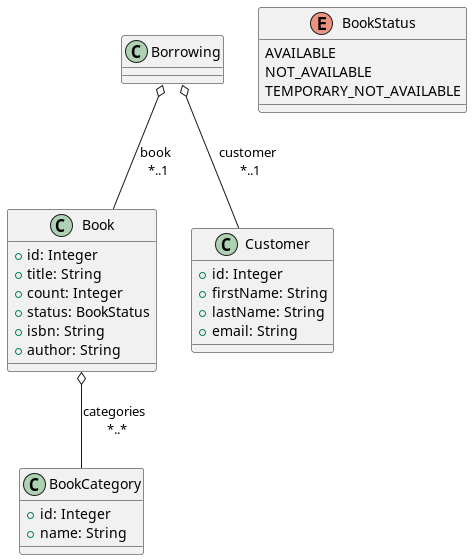 C Borrowing
E BookStatus
AVAILABLE
NOT_AVAILABLE
TEMPORARY_NOT_AVAILABLE
book
*..1
customer
*..1
C Book
id: Integer
title: String
count: Integer
status: BookStatus
isbn: String
author: String
C Customer
id: Integer
firstName: String
lastName: String
email: String
categories
*..*
C BookCategory
id: Integer
name: String